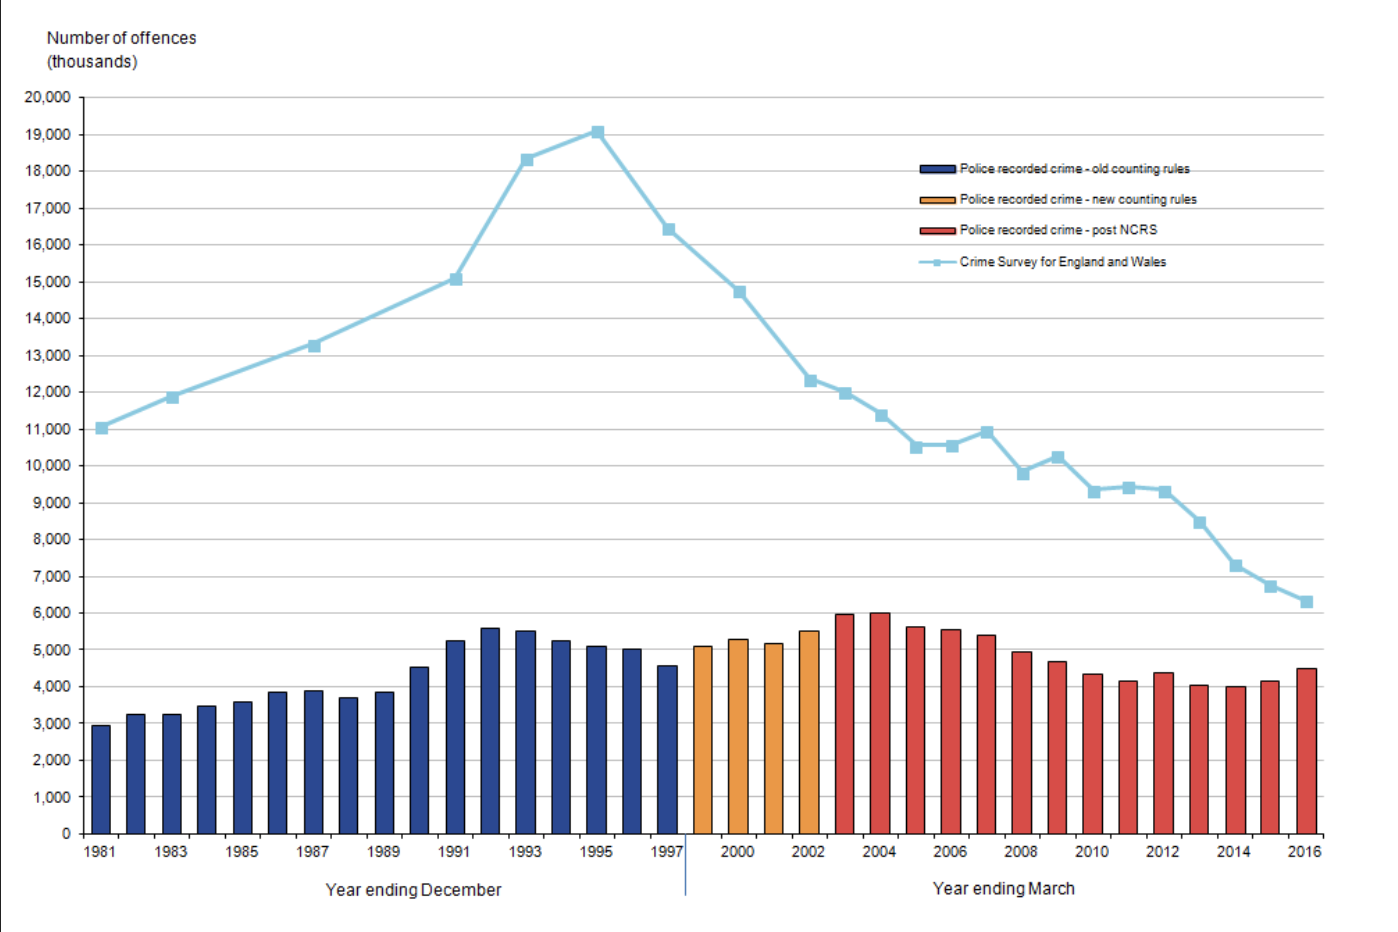 Number of offences
(thousands)
20,000
19,000
18,000
17,000
16,000
15,000
14,000
13,000
12,000
11,000
10,000
9,000
8,000
7,000
6,000
5,000
4,000
3,000
2,000
1,000
0
Police recorded crime - old counting rules
Police recorded crime - new counting rules
Police recorded crime - post NCRS
Crime Survey for England and Wales
1981 1983 1985 1987 1989 1991 1993 1995 1997 2000 2002 2004 2006 2008 2010 2012 2014 2016
Year ending December Year ending March